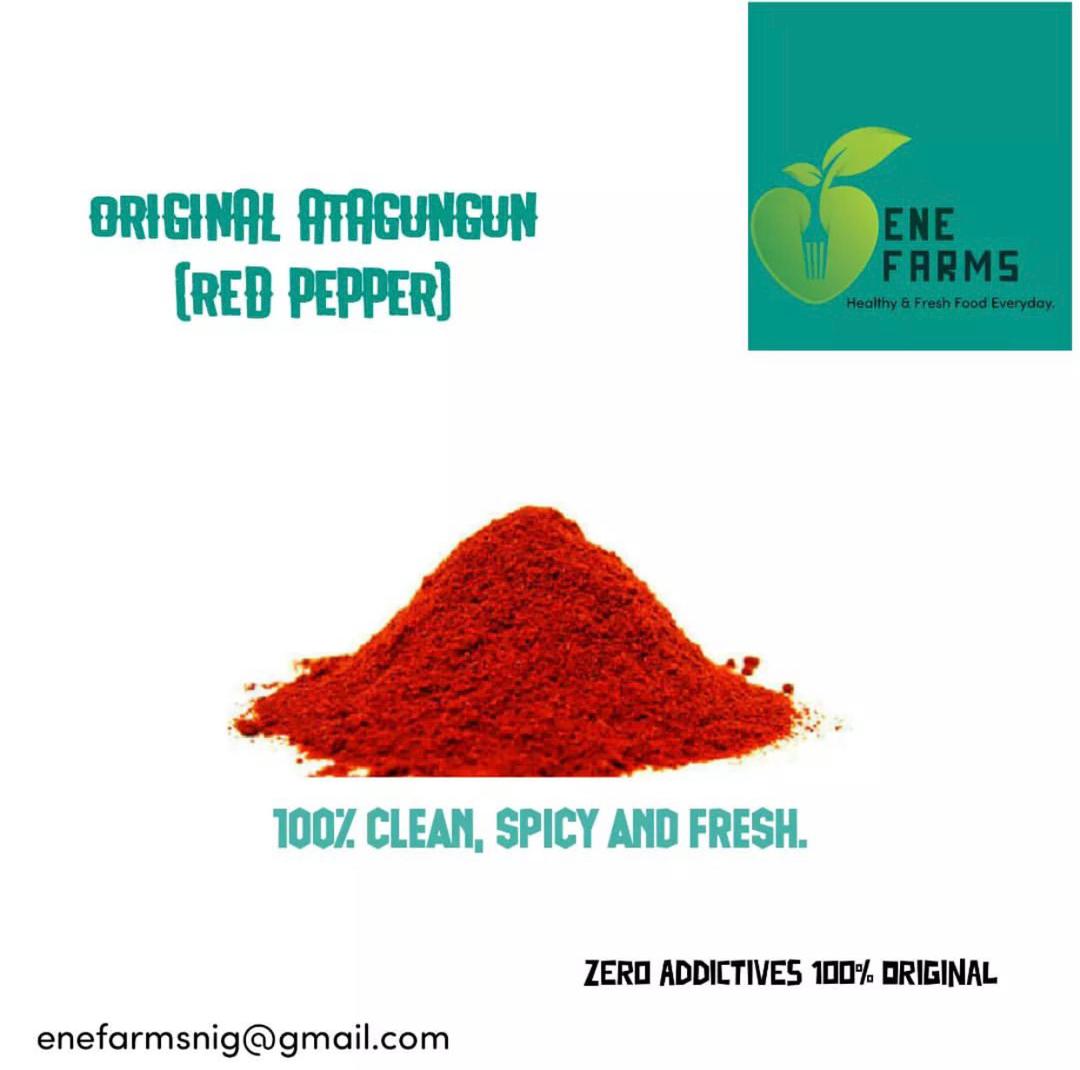 ORIGINAL ATAGUNGUN
(RED PEPPER)
ENE
FARMS
Healthy & Fresh Food Everyday.
100% CLEAN, SPICY AND FRESH.
ZERO ADDICTIVES 100% ORIGINAL
enefarmsnig@gmail.com